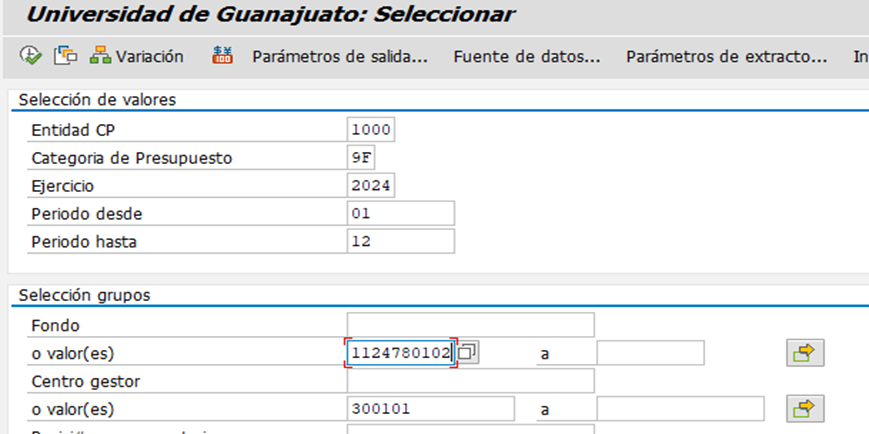 Universidad de Guanajuato: Seleccionar
Variación Parámetros de salida... Fuente de datos... Parámetros de extracto... In
Selección de valores
Entidad CP 1000
Categoria de Presupuesto 9F
Ejercicio 2024
Periodo desde 01
Periodo hasta 12
Selección grupos
Fondo
o valor(es) 1124780102 a
Centro gestor
o valor(es) 300101 a